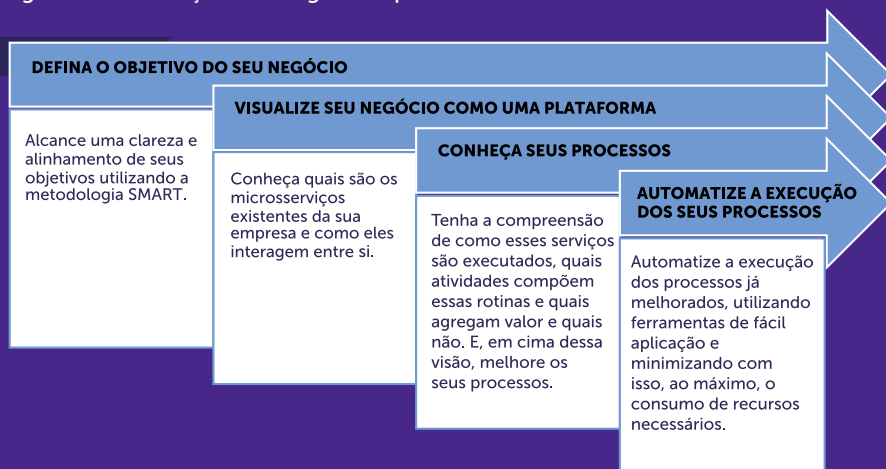 DEFINA O OBJETIVO DO SEU NEGÓCIO
Alcance uma clareza e
alinhamento de seus
objetivos utilizando a
metodologia SMART.
VISUALIZE SEU NEGÓCIO COMO UMA PLATAFORMA
Conheça quais são os
microsserviços
existentes da sua
empresa e como eles
interagem entre si.
CONHEÇA SEUS PROCESSOS
Tenha a compreensão
de como esses serviços
são executados, quais
atividades compõem
essas rotinas e quais
agregam valor e quais
não. E, em cima dessa
visão, melhore os
seus processos.
AUTOMATIZE A EXECUÇÃO
DOS SEUS PROCESSOS
Automatize a execução
dos processos já
melhorados, utilizando
ferramentas de fácil
aplicação e
minimizando com
isso, ao máximo, o
consumo de recursos
necessários.